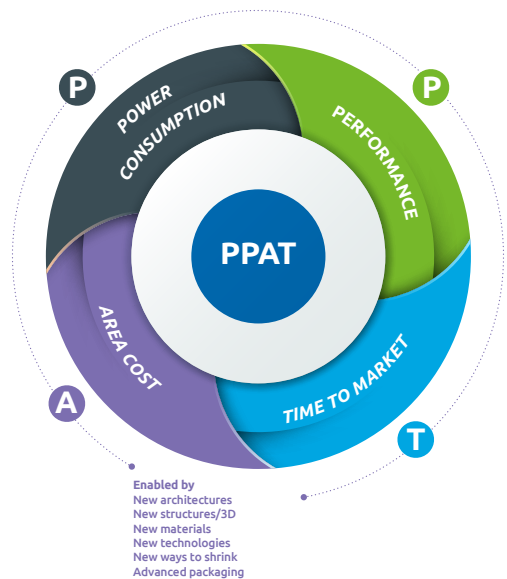 P
P
POWER
CONSUMPTION
PERFORMANCE
PPAT
AREA COST
TIME TO MARKET
A
T
Enabled by
New architectures
New structures/3D
New materials
New technologies
New ways to shrink
Advanced packaging